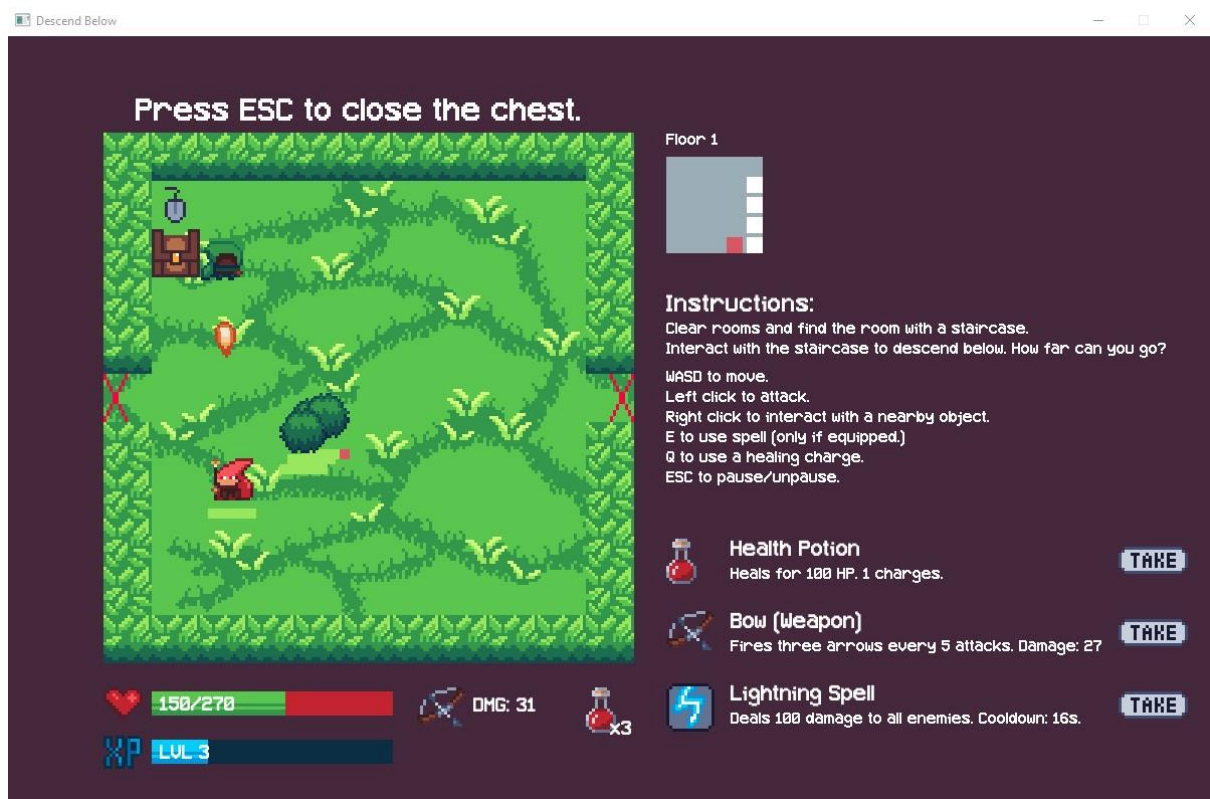 Descend Below
Press ESC to close the chest.
Floor 1
Instructions:
Clear rooms and find the room with a staircase.
Interact with the staircase to descend below. How far can you go?
WASD to move.
Left click to attack.
Right click to interact with a nearby object.
E to use spell (only if equipped.)
Q to use a healing charge.
ESC to pause/unpause.
Health Potion
Heals for 100 HP. 1 charges.
TAKE
Bow (Weapon)
Fires three arrows every 5 attacks. Damage: 27
TAKE
Lightning Spell
Deals 100 damage to all enemies. Cooldown: 16s.
TAKE
150/270
DMG: 31
x3
XP
LVL 3